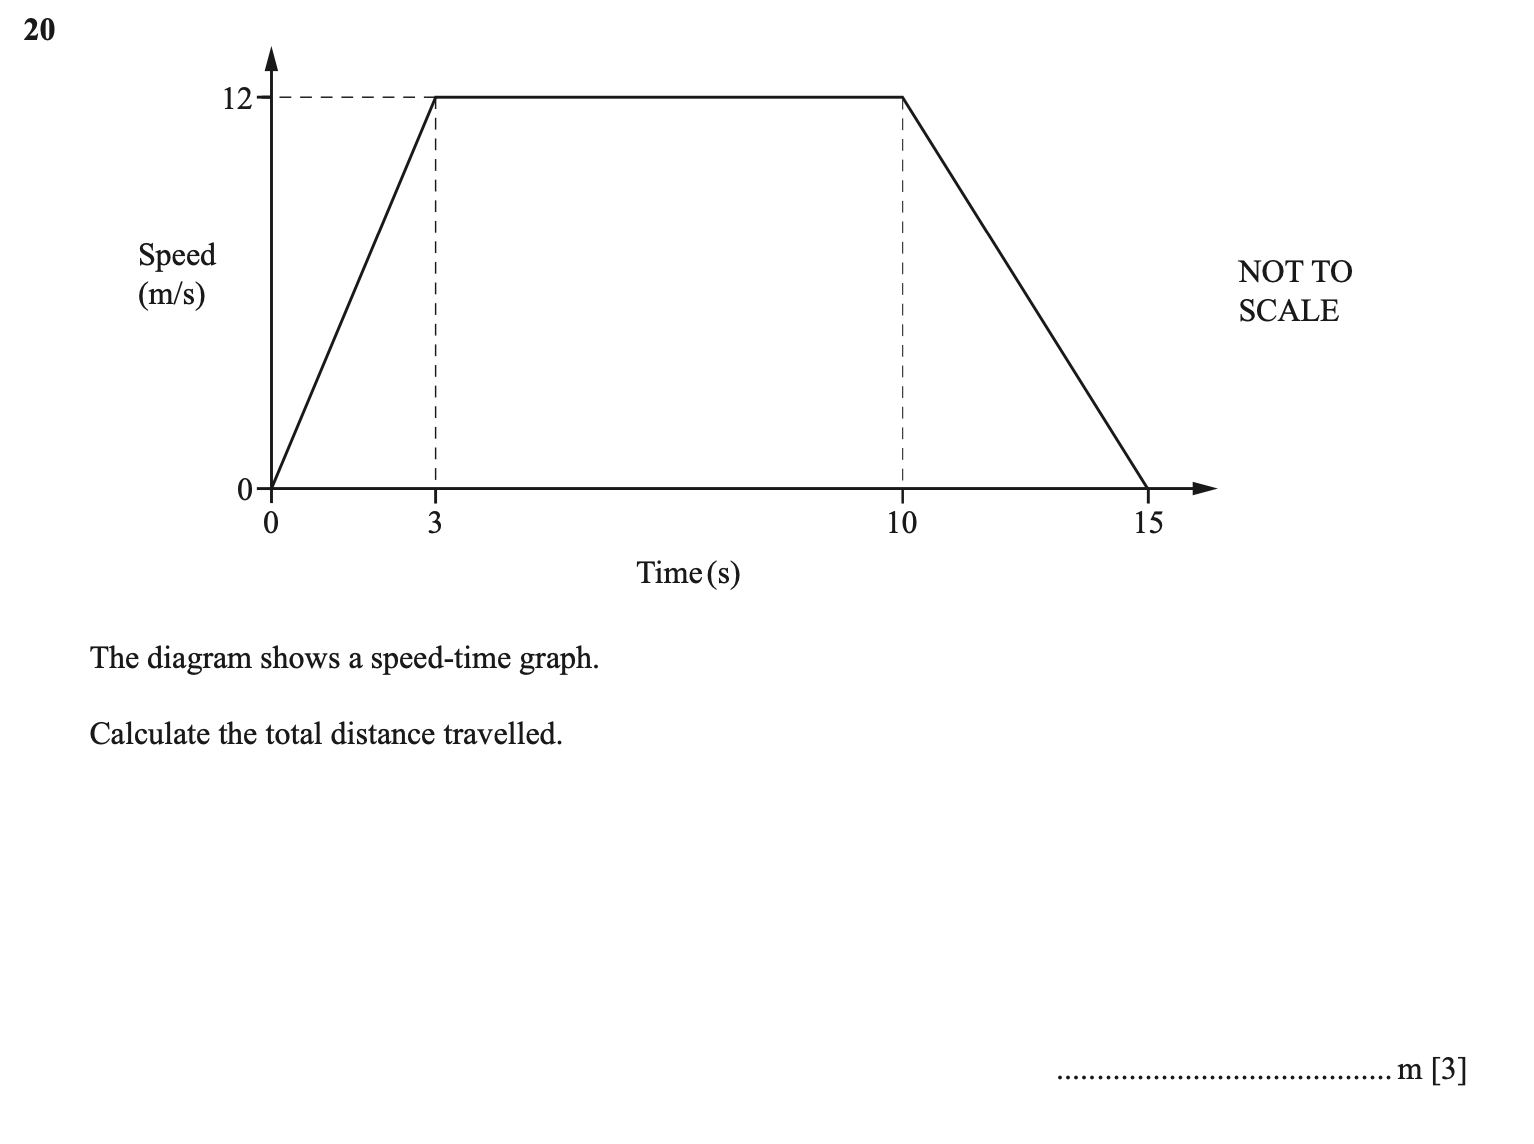 20
12
Speed
(m/s)
NOT TO
SCALE
0
0 3 10 15
Time (s)
The diagram shows a speed-time graph.
Calculate the total distance travelled.
.......................................... m [3]